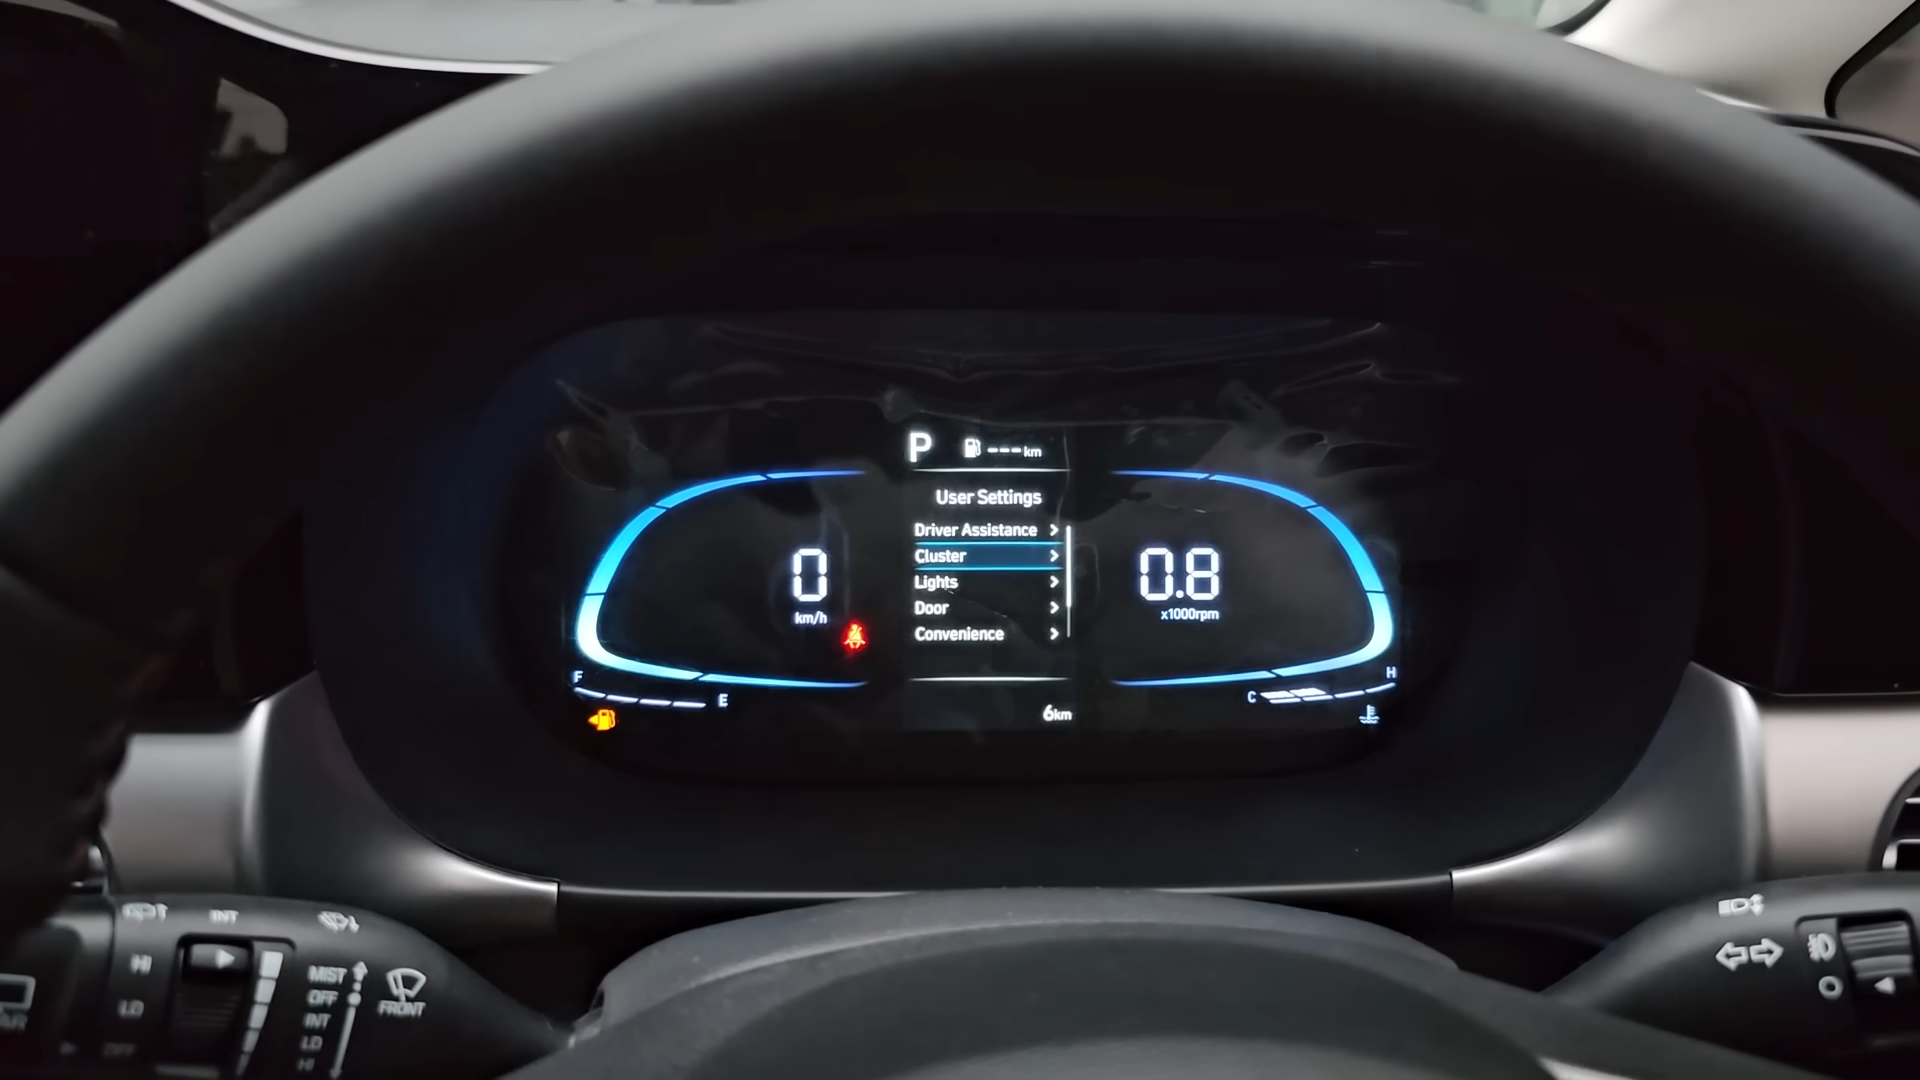 P
---km
User Settings
Driver Assistance
Cluster
Lights
Door
Convenience
0
km/h
0.8
x1000rpm
F
E
C
H
6km
INT
HI
LO
OFF
MIST
OFF
INT
LO
HI
FRONT